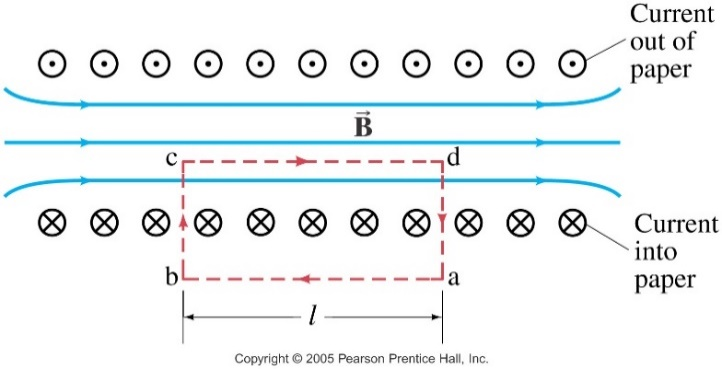 Current
out of
paper
B
c
d
b
a
Current
into
paper
l
Copyright © 2005 Pearson Prentice Hall, Inc.